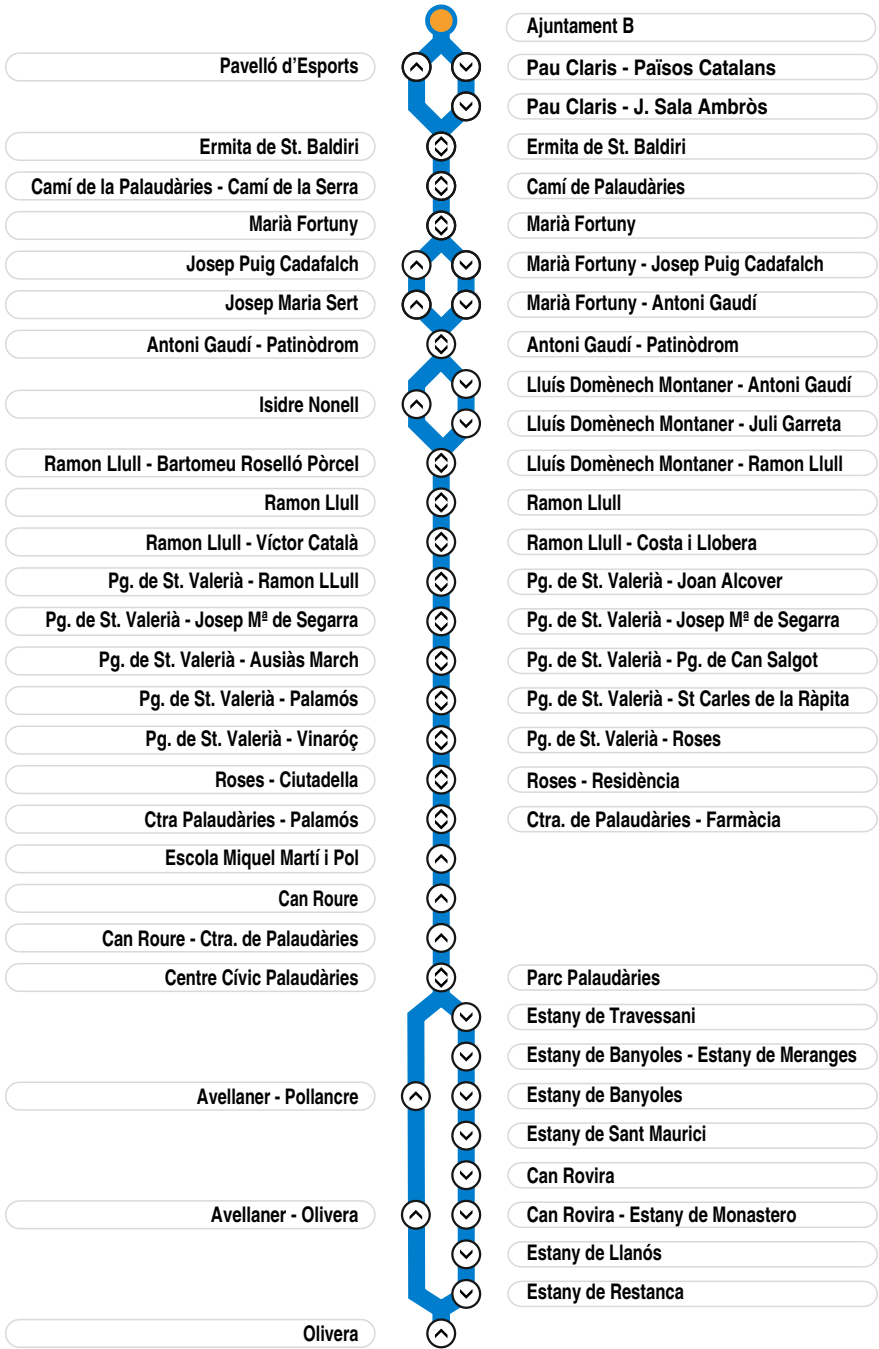 Ajuntament B
Pavelló d'Esports
Pau Claris - Països Catalans
Pau Claris - J. Sala Ambròs
Ermita de St. Baldiri
Ermita de St. Baldiri
Camí de la Palaudàries - Camí de la Serra
Camí de Palaudàries
Marià Fortuny
Marià Fortuny
Josep Puig Cadafalch
Marià Fortuny - Josep Puig Cadafalch
Josep Maria Sert
Marià Fortuny - Antoni Gaudí
Antoni Gaudí - Patinòdrom
Antoni Gaudí - Patinòdrom
Lluís Domènech Montaner - Antoni Gaudí
Isidre Nonell
Lluís Domènech Montaner - Juli Garreta
Ramon Llull - Bartomeu Roselló Pòrcel
Lluís Domènech Montaner - Ramon Llull
Ramon Llull
Ramon Llull
Ramon Llull - Víctor Català
Ramon Llull - Costa i Llobera
Pg. de St. Valerià - Ramon LLull
Pg. de St. Valerià - Joan Alcover
Pg. de St. Valerià - Josep Mª de Segarra
Pg. de St. Valerià - Josep Mª de Segarra
Pg. de St. Valerià - Ausiàs March
Pg. de St. Valerià - Pg. de Can Salgot
Pg. de St. Valerià - Palamós
Pg. de St. Valerià - St Carles de la Ràpita
Pg. de St. Valerià - Vinaróç
Pg. de St. Valerià - Roses
Roses - Ciutadella
Roses - Residència
Ctra Palaudàries - Palamós
Ctra. de Palaudàries - Farmàcia
Escola Miquel Martí i Pol
Can Roure
Can Roure - Ctra. de Palaudàries
Centre Cívic Palaudàries
Parc Palaudàries
Estany de Travessani
Estany de Banyoles - Estany de Meranges
Avellaner - Pollancre
Estany de Banyoles
Estany de Sant Maurici
Can Rovira
Avellaner - Olivera
Can Rovira - Estany de Monastero
Estany de Llanós
Estany de Restanca
Olivera